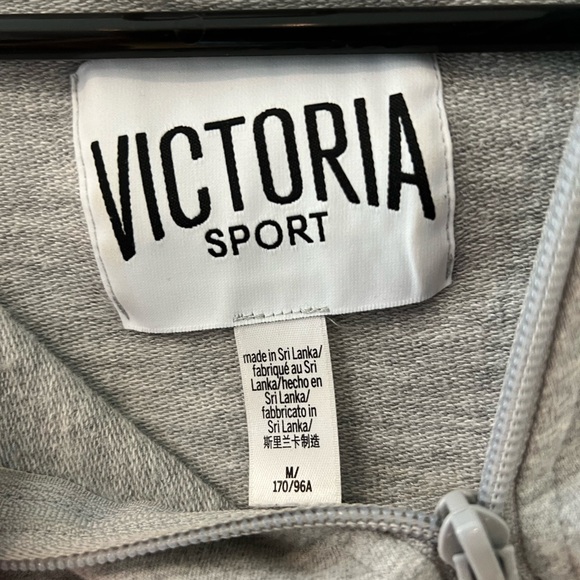 VICTORIA
SPORT
made in Sri Lanka/
fabriqué au Sri
Lanka/hecho en
Sri Lanka/
fabbricato in
Sri Lanka/
斯里兰卡制造
M/
170/96A